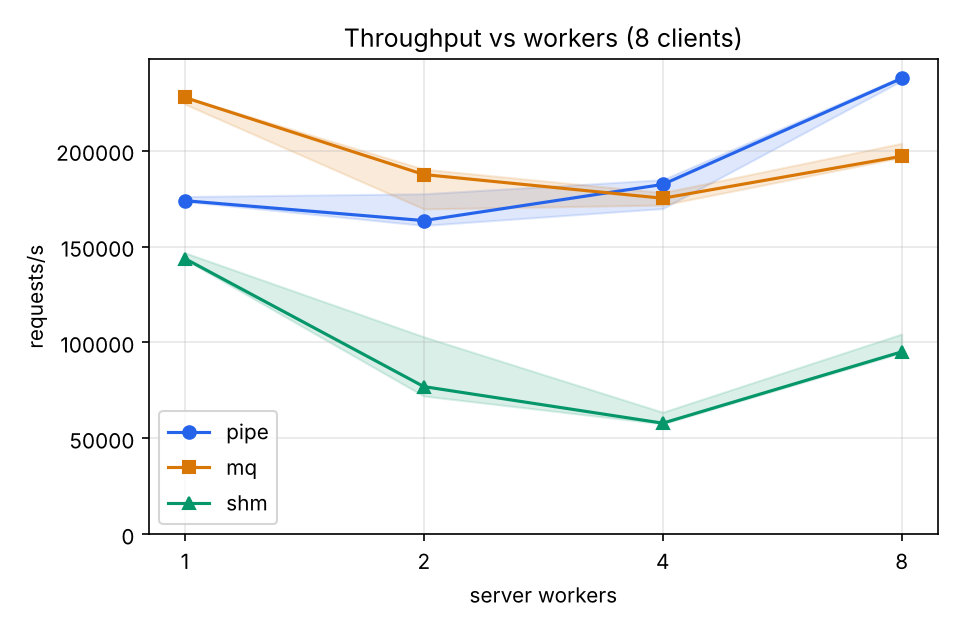 Throughput vs workers (8 clients)
requests/s
200000
150000
100000
50000
0
pipe
mq
shm
1 2 4 8
server workers